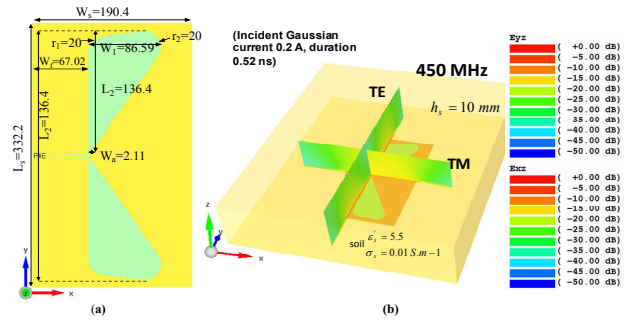 Wₛ=190.4
r₁=20
r₂=20
W₁=86.59
Wf=67.02
L₂=136.4
L₂=136.4
Lₛ=332.2
Wₐ=2.11
y
x
(a)
(Incident Gaussian
current 0.2 A, duration
0.52 ns)
450 MHz
TE
hₛ = 10 mm
TM
soil εₛ' = 5.5
σₛ = 0.01 S.m−1
z
y
x
(b)
Eyz
( +0.00 dB)
( −5.00 dB)
( −10.00 dB)
( −15.00 dB)
( −20.00 dB)
( −25.00 dB)
( −30.00 dB)
( −35.00 dB)
( −40.00 dB)
( −45.00 dB)
( −50.00 dB)
Exz
( +0.00 dB)
( −5.00 dB)
( −10.00 dB)
( −15.00 dB)
( −20.00 dB)
( −25.00 dB)
( −30.00 dB)
( −35.00 dB)
( −40.00 dB)
( −45.00 dB)
( −50.00 dB)